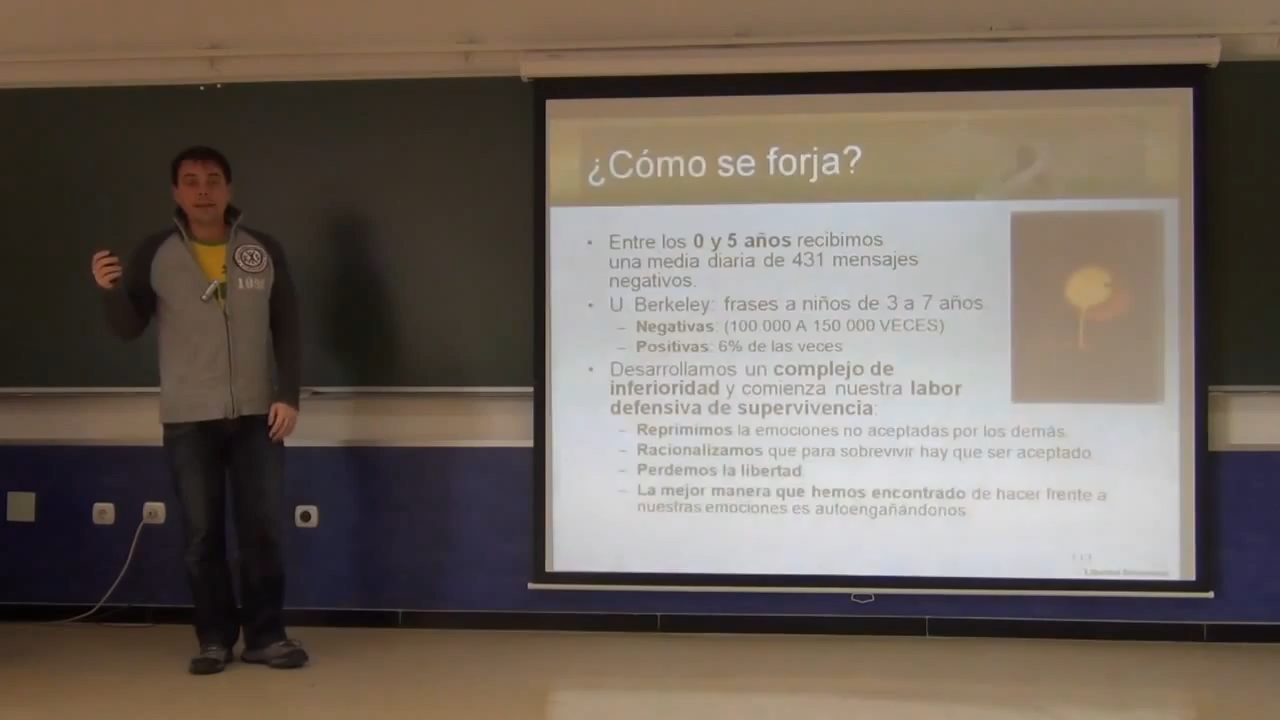 ¿Cómo se forja?
• Entre los 0 y 5 años recibimos
una media diaria de 431 mensajes
negativos.
• U. Berkeley: frases a niños de 3 a 7 años
– Negativas: (100 000 A 150 000 VECES)
– Positivas: 6% de las veces
• Desarrollamos un complejo de
inferioridad y comienza nuestra labor
defensiva de supervivencia:
– Reprimimos la emociones no aceptadas por los demás.
– Racionalizamos que para sobrevivir hay que ser aceptado.
– Perdemos la libertad
– La mejor manera que hemos encontrado de hacer frente a
nuestras emociones es autoengañándonos